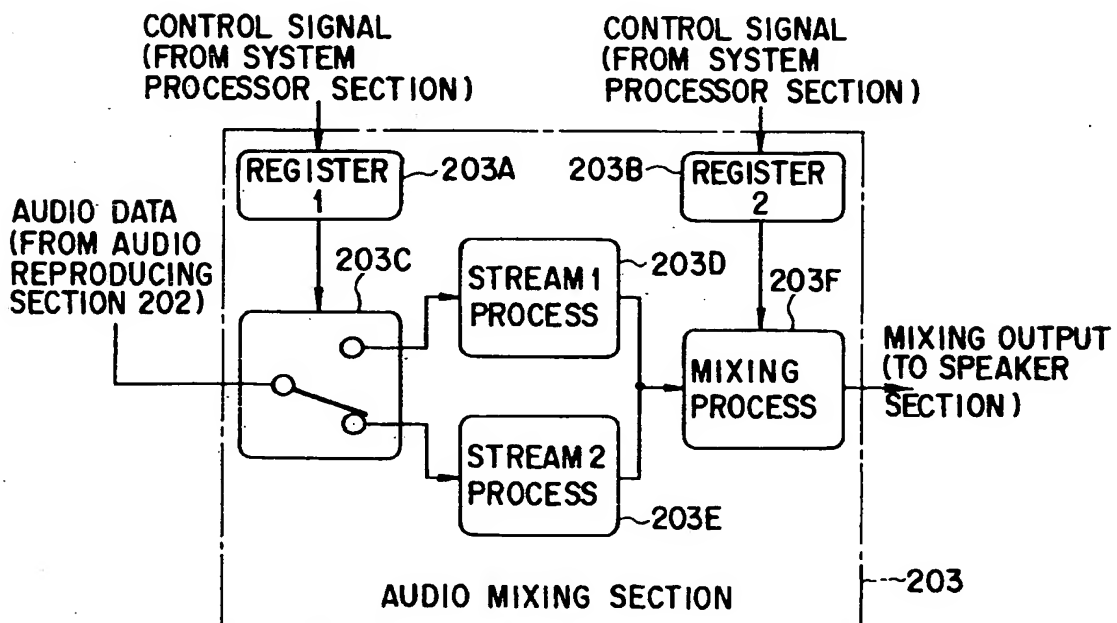 CONTROL SIGNAL
(FROM SYSTEM
PROCESSOR SECTION)
CONTROL SIGNAL
(FROM SYSTEM
PROCESSOR SECTION)
REGISTER
1
203A
203B
REGISTER
2
AUDIO DATA
(FROM AUDIO
REPRODUCING
SECTION 202)
203C
STREAM 1
PROCESS
203D
203F
MIXING
PROCESS
MIXING OUTPUT
(TO SPEAKER
SECTION)
STREAM 2
PROCESS
203E
AUDIO MIXING SECTION
203